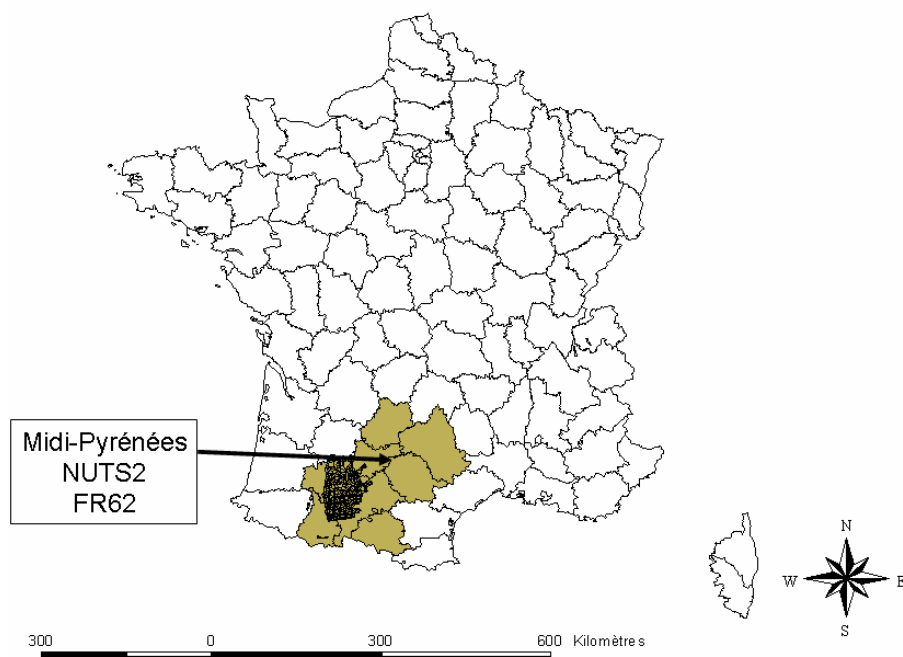 Midi-Pyrénées
NUTS2
FR62
N
W E
S
300 0 300 600 Kilomètres